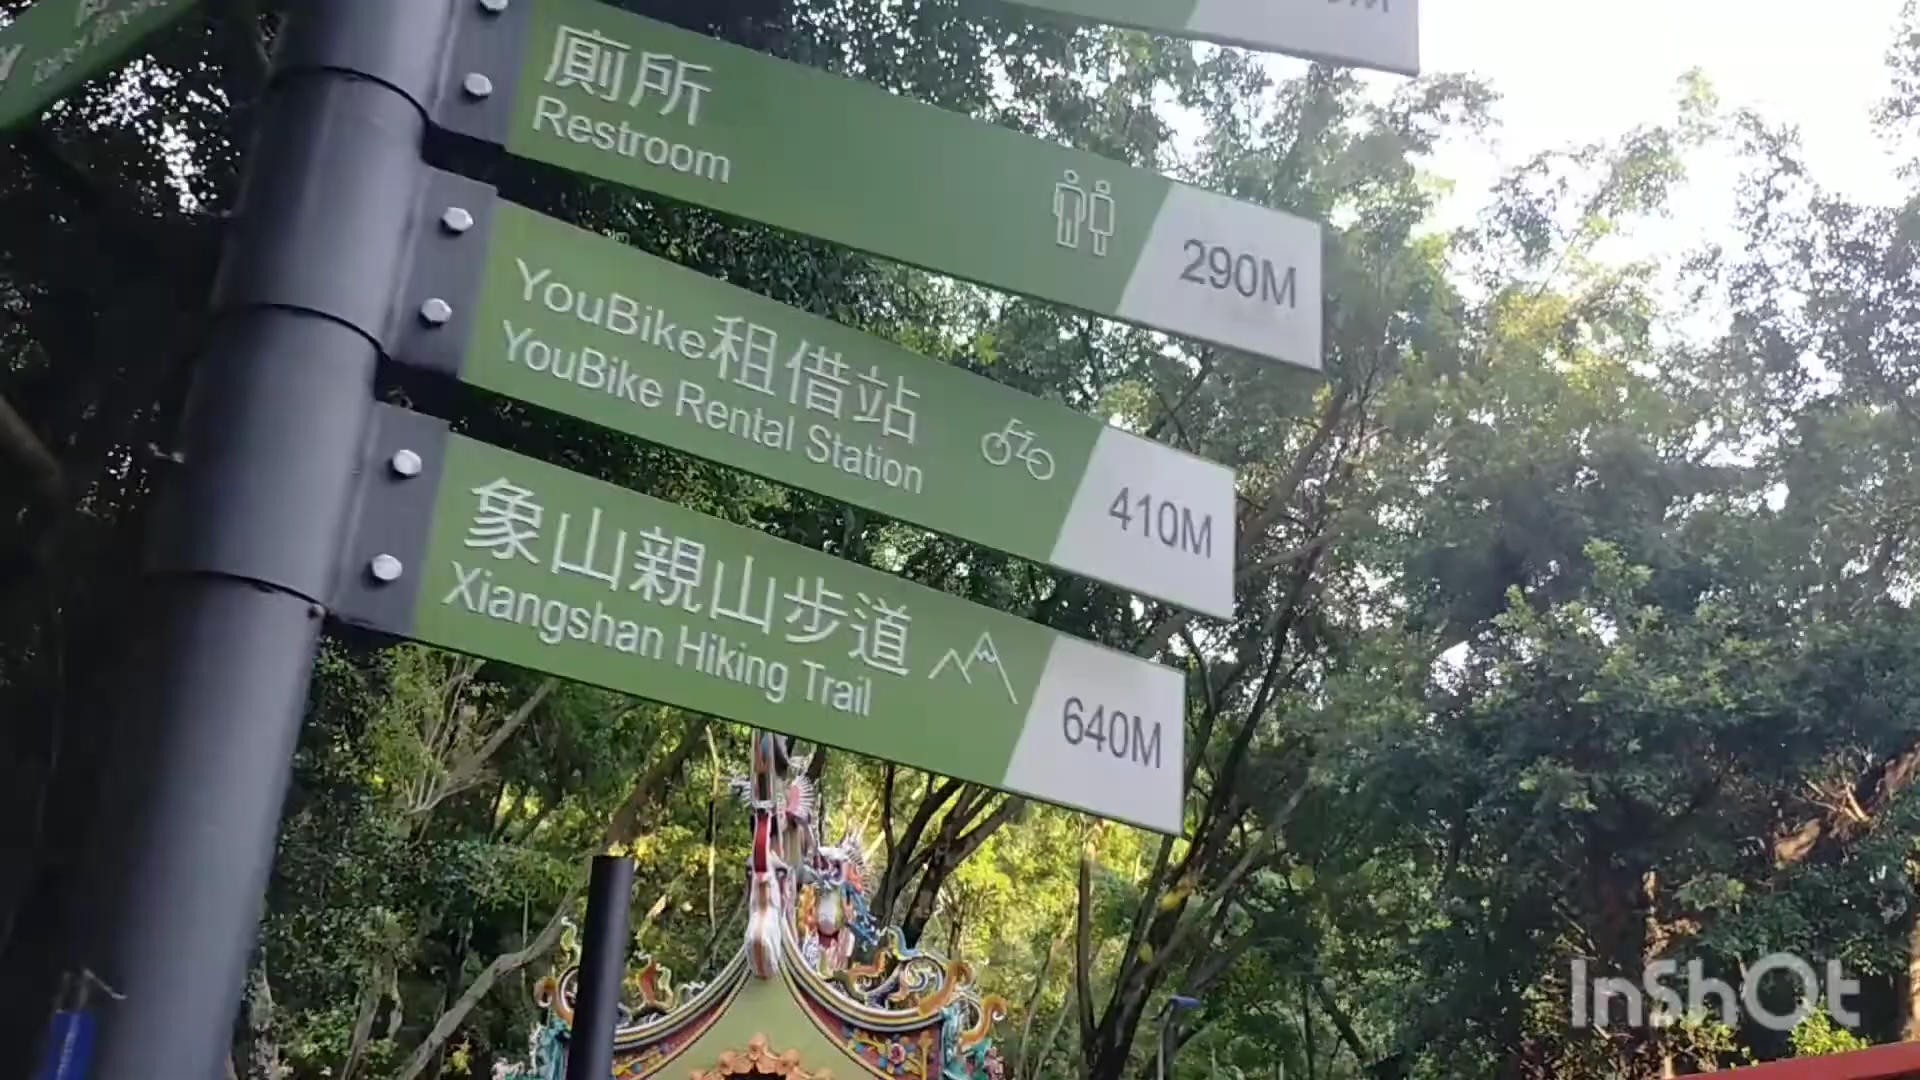 廁所
Restroom
290M
YouBike租借站
YouBike Rental Station
410M
象山親山步道
Xiangshan Hiking Trail
640M
InShOt